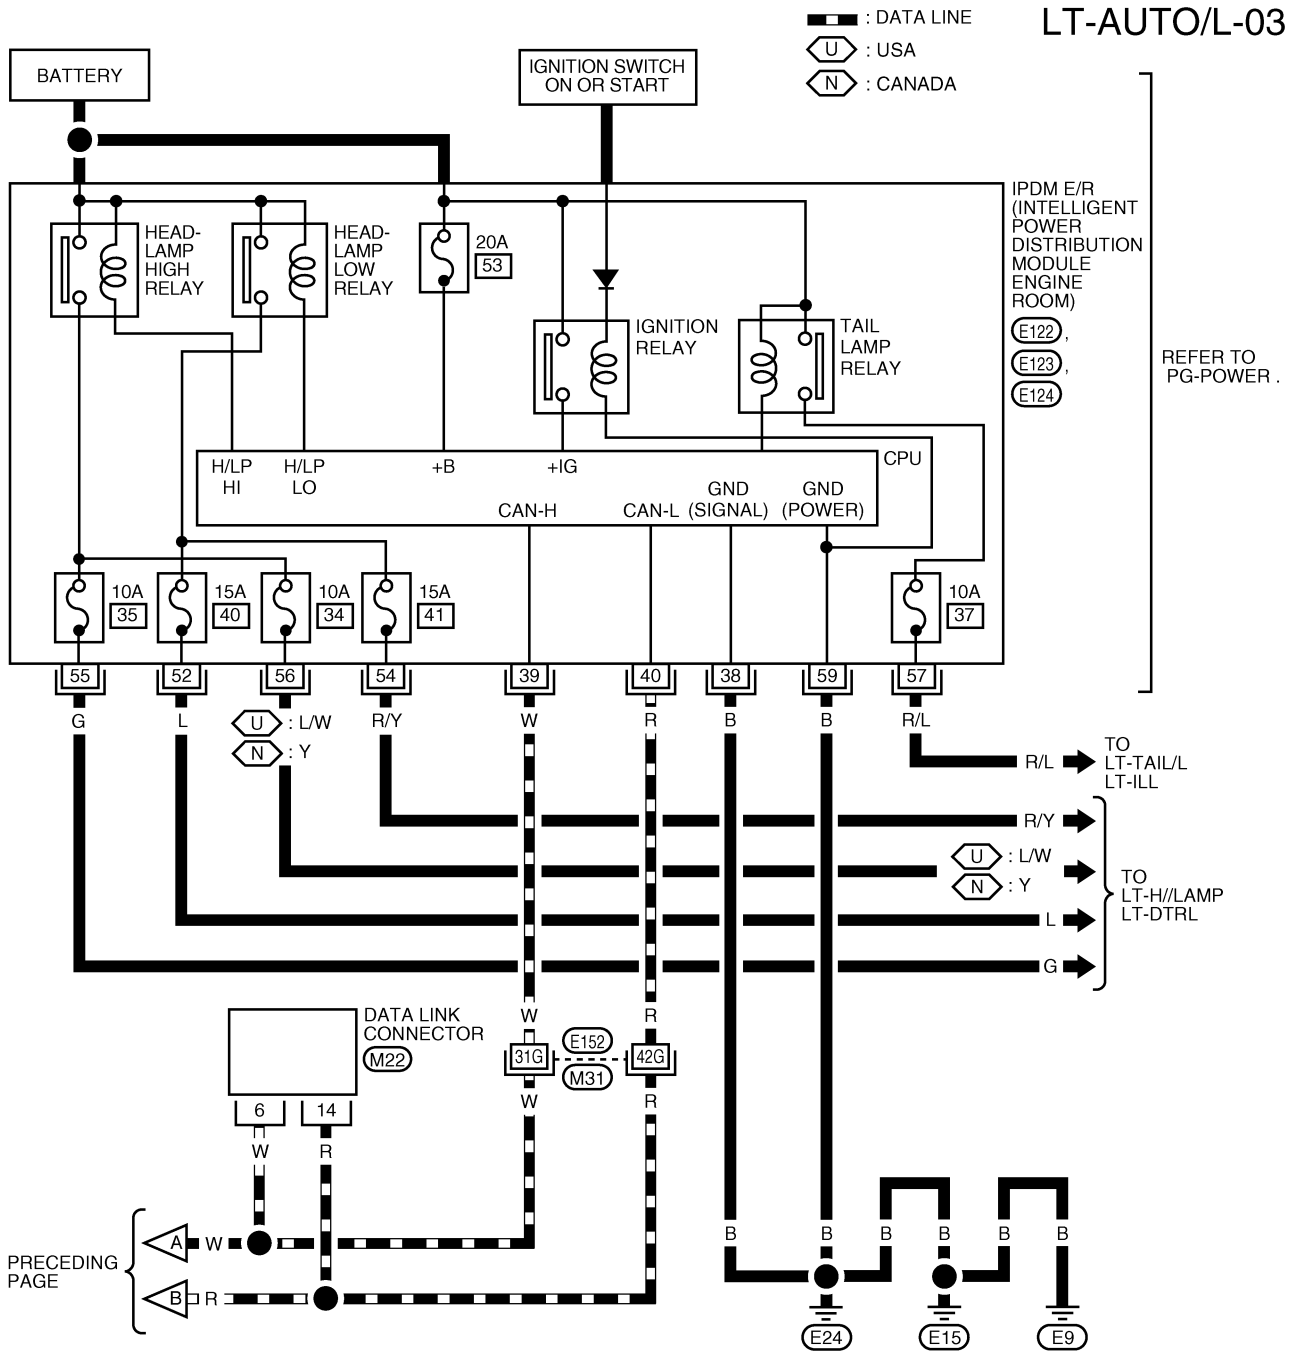 LT-AUTO/L-03
: DATA LINE
U : USA
N : CANADA
BATTERY
IGNITION SWITCH
ON OR START
IPDM E/R
(INTELLIGENT
POWER
DISTRIBUTION
MODULE
ENGINE
ROOM)
E122 ,
E123 ,
E124
REFER TO
PG-POWER .
HEAD-
LAMP
HIGH
RELAY
HEAD-
LAMP
LOW
RELAY
20A
53
IGNITION
RELAY
TAIL
LAMP
RELAY
CPU
H/LP
HI
H/LP
LO
+B
+IG
CAN-H
CAN-L
GND
(SIGNAL)
GND
(POWER)
10A
35
15A
40
10A
34
15A
41
10A
37
55
52
56
54
39
40
38
59
57
G
L
U : L/W
N : Y
R/Y
W
R
B
B
R/L
R/L
TO
LT-TAIL/L
LT-ILL
R/Y
U : L/W
N : Y
L
G
TO
LT-H//LAMP
LT-DTRL
DATA LINK
CONNECTOR
M22
6
14
W
R
W
R
31G
E152
M31
42G
W
R
PRECEDING
PAGE
A W
B R
B
B
B
B
B
B
E24
E15
E9